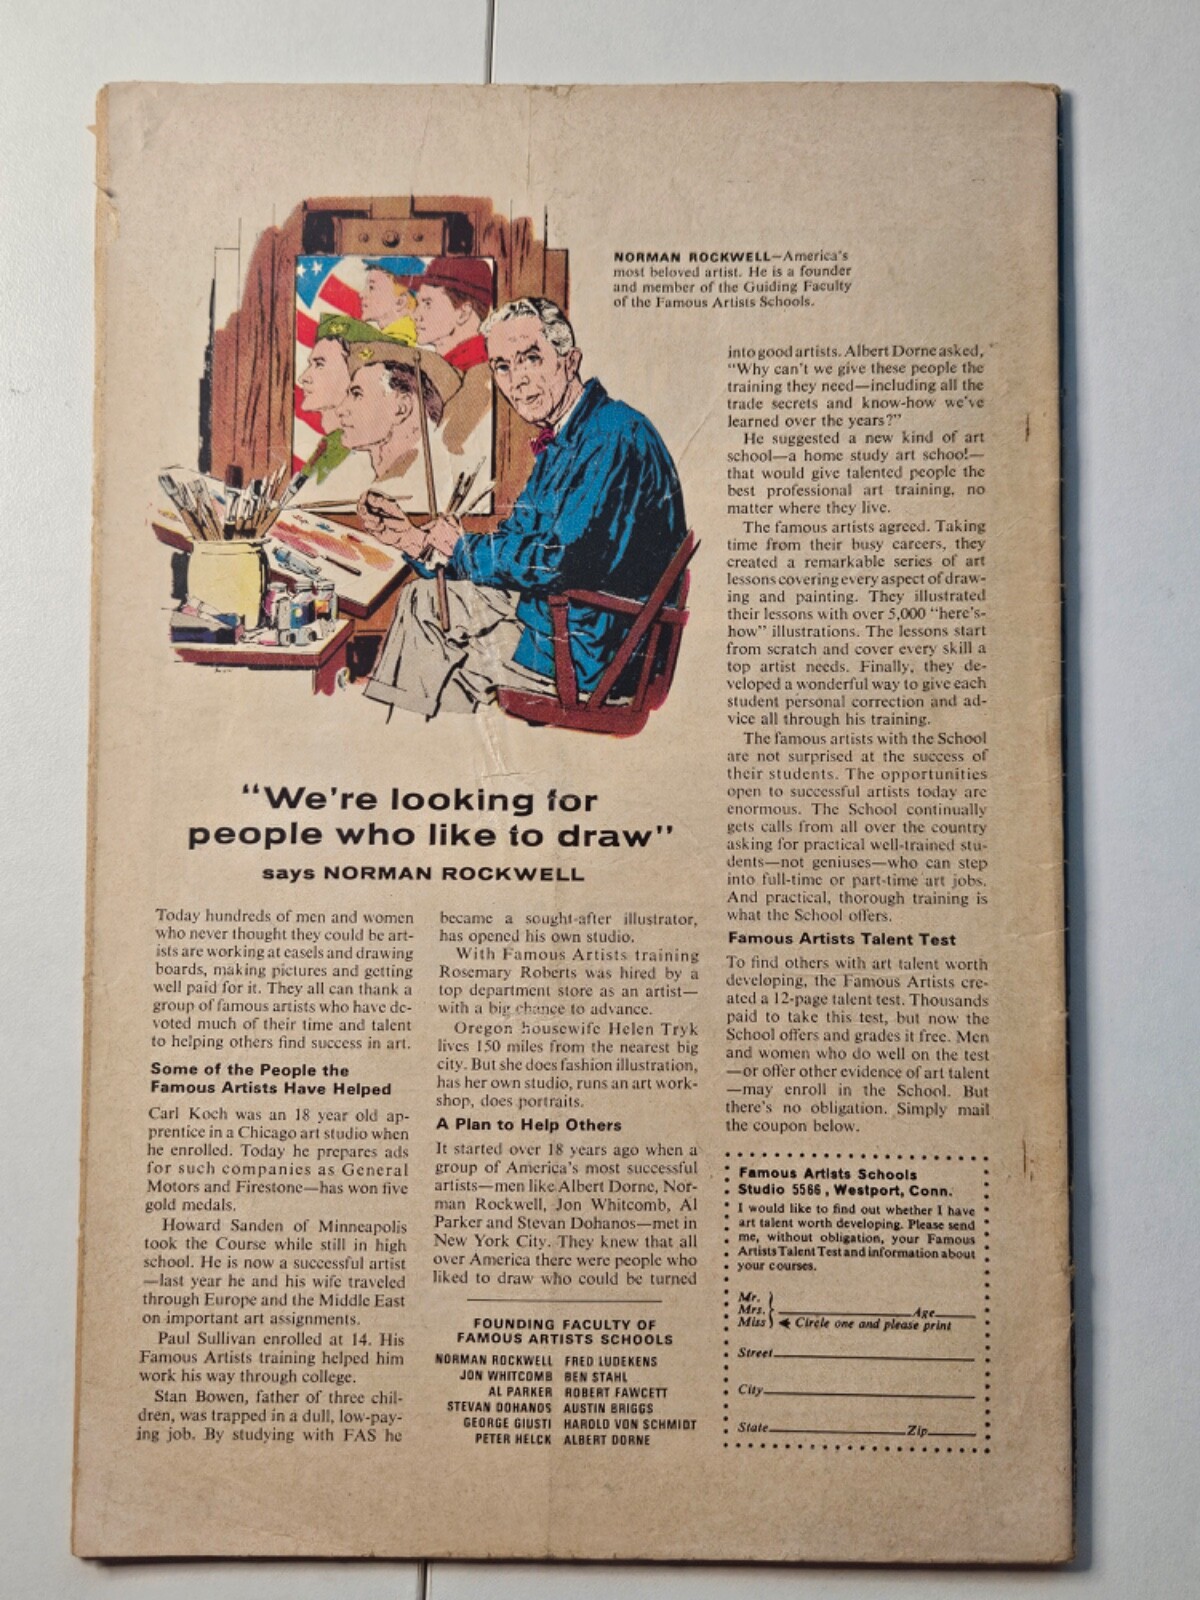 NORMAN ROCKWELL—America's
most beloved artist. He is a founder
and member of the Guiding Faculty
of the Famous Artists Schools.
"We're looking for
people who like to draw"
says NORMAN ROCKWELL
Today hundreds of men and women
who never thought they could be art-
ists are working at easels and drawing
boards, making pictures and getting
well paid for it. They all can thank a
group of famous artists who have de-
voted much of their time and talent
to helping others find success in art.
Some of the People the
Famous Artists Have Helped
Carl Koch was an 18 year old ap-
prentice in a Chicago art studio when
he enrolled. Today he prepares ads
for such companies as General
Motors and Firestone—has won five
gold medals.
Howard Sanden of Minneapolis
took the Course while still in high
school. He is now a successful artist
—last year he and his wife traveled
through Europe and the Middle East
on important art assignments.
Paul Sullivan enrolled at 14. His
Famous Artists training helped him
work his way through college.
Stan Bowen, father of three chil-
dren, was trapped in a dull, low-pay-
ing job. By studying with FAS he
became a sought-after illustrator,
has opened his own studio.
With Famous Artists training
Rosemary Roberts was hired by a
top department store as an artist—
with a big chance to advance.
Oregon housewife Helen Tryk
lives 150 miles from the nearest big
city. But she does fashion illustration,
has her own studio, runs an art work-
shop, does portraits.
A Plan to Help Others
It started over 18 years ago when a
group of America's most successful
artists—men like Albert Dorne, Nor-
man Rockwell, Jon Whitcomb, Al
Parker and Stevan Dohanos—met in
New York City. They knew that all
over America there were people who
liked to draw who could be turned
FOUNDING FACULTY OF
FAMOUS ARTISTS SCHOOLS
NORMAN ROCKWELL FRED LUDEKENS
JON WHITCOMB BEN STAHL
AL PARKER ROBERT FAWCETT
STEVAN DOHANOS AUSTIN BRIGGS
GEORGE GIUSTI HAROLD VON SCHMIDT
PETER HELCK ALBERT DORNE
into good artists. Albert Dorne asked,
"Why can't we give these people the
training they need—including all the
trade secrets and know-how we've
learned over the years?"
He suggested a new kind of art
school—a home study art school—
that would give talented people the
best professional art training, no
matter where they live.
The famous artists agreed. Taking
time from their busy careers, they
created a remarkable series of art
lessons covering every aspect of draw-
ing and painting. They illustrated
their lessons with over 5,000 "here's-
how" illustrations. The lessons start
from scratch and cover every skill a
top artist needs. Finally, they de-
veloped a wonderful way to give each
student personal correction and ad-
vice all through his training.
The famous artists with the School
are not surprised at the success of
their students. The opportunities
open to successful artists today are
enormous. The School continually
gets calls from all over the country
asking for practical well-trained stu-
dents—not geniuses—who can step
into full-time or part-time art jobs.
And practical, thorough training is
what the School offers.
Famous Artists Talent Test
To find others with art talent worth
developing, the Famous Artists cre-
ated a 12-page talent test. Thousands
paid to take this test, but now the
School offers and grades it free. Men
and women who do well on the test
—or offer other evidence of art talent
—may enroll in the School. But
there's no obligation. Simply mail
the coupon below.
Famous Artists Schools
Studio 5566, Westport, Conn.
I would like to find out whether I have
art talent worth developing. Please send
me, without obligation, your Famous
Artists Talent Test and information about
your courses.
Mr.
Mrs. Age
Miss Circle one and please print
Street
City
State Zip